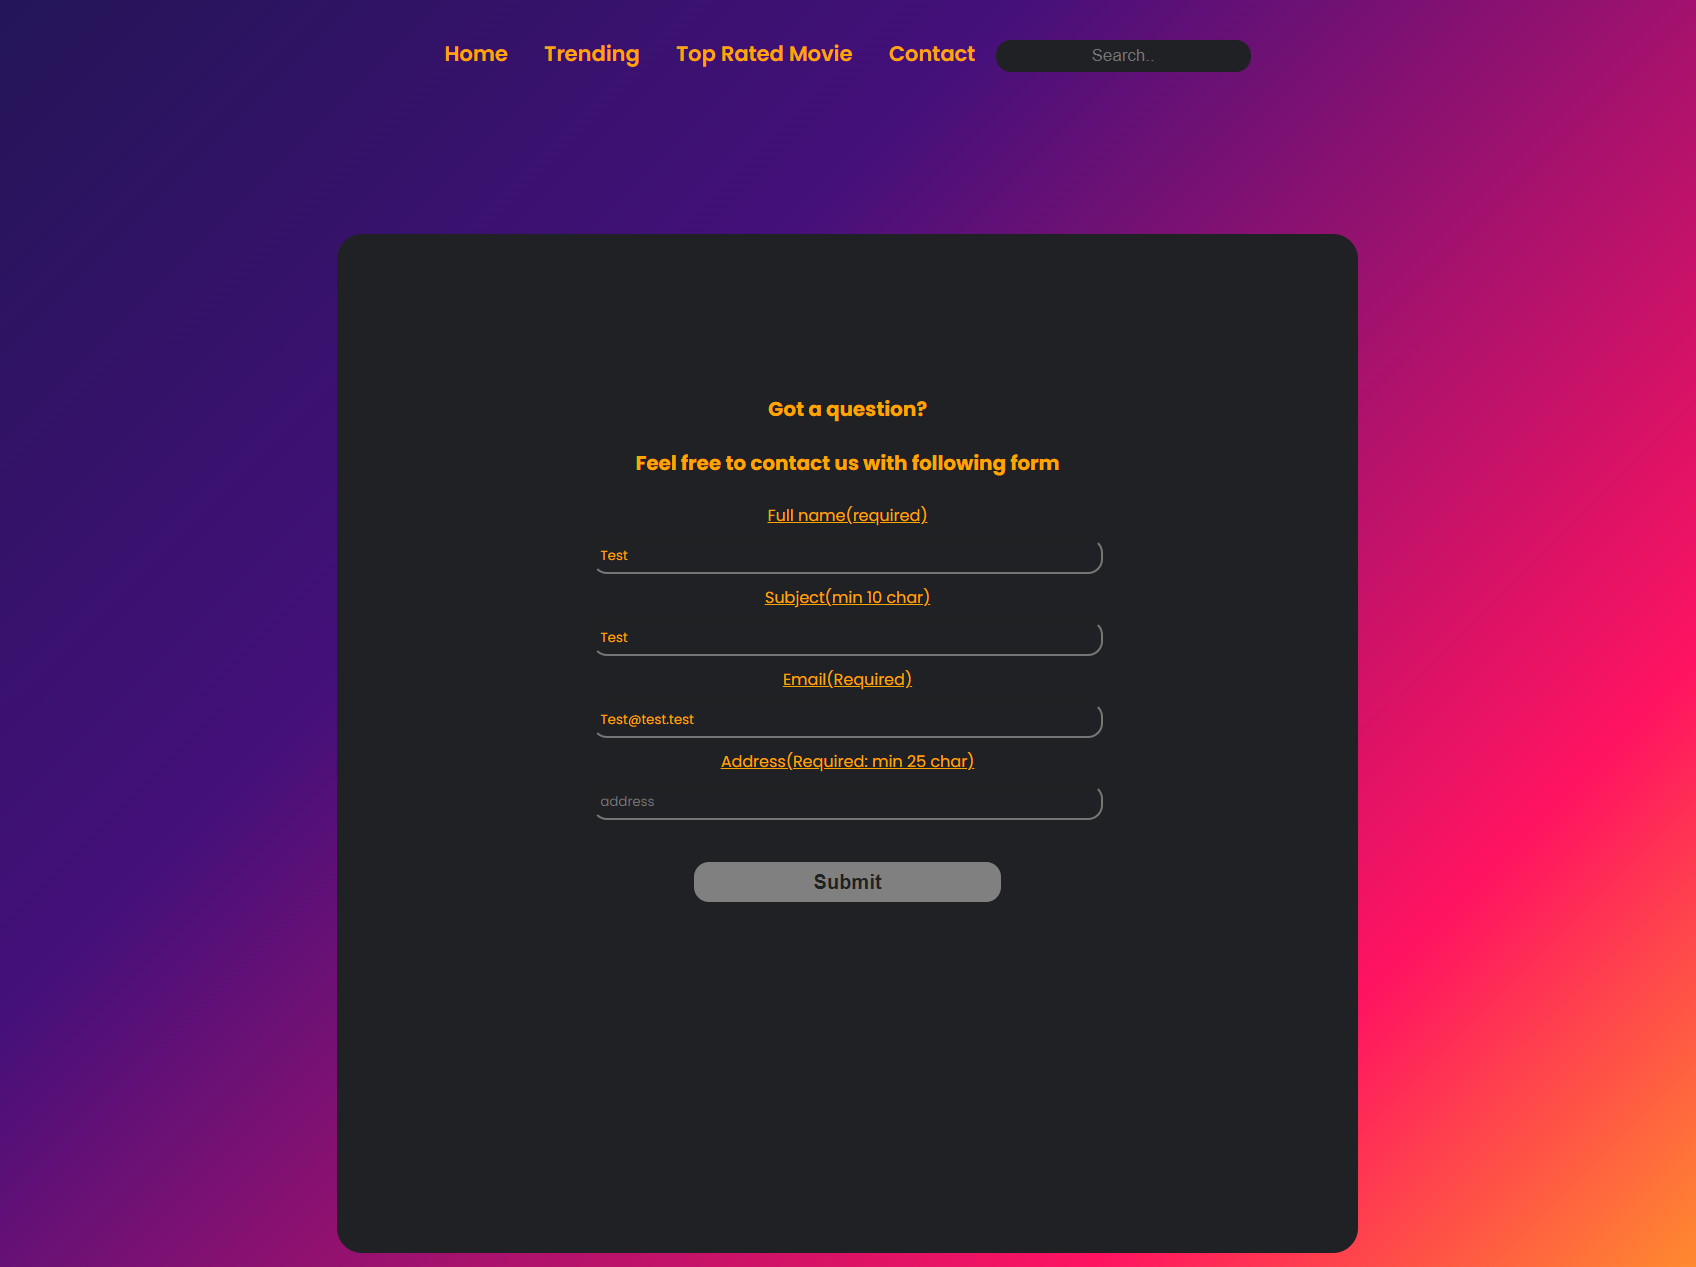 Home Trending Top Rated Movie Contact Search..
Got a question?
Feel free to contact us with following form
Full name(required)
Test
Subject(min 10 char)
Test
Email(Required)
Test@test.test
Address(Required: min 25 char)
address
Submit